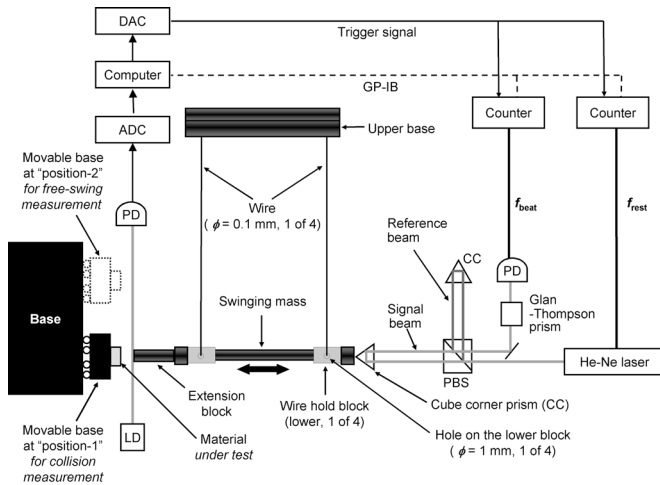 DAC
Trigger signal
Computer
GP-IB
ADC
Counter
Counter
Upper base
Movable base
at "position-2"
for free-swing
measurement
PD
Wire
( ϕ = 0.1 mm, 1 of 4)
Reference
beam
CC
f beat
f rest
PD
Glan
-Thompson
prism
Signal
beam
Swinging mass
Base
He-Ne laser
PBS
Extension
block
Wire hold block
(lower, 1 of 4)
Cube corner prism (CC)
Movable base
at "position-1"
for collision
measurement
LD
Material
under test
Hole on the lower block
( ϕ = 1 mm, 1 of 4)